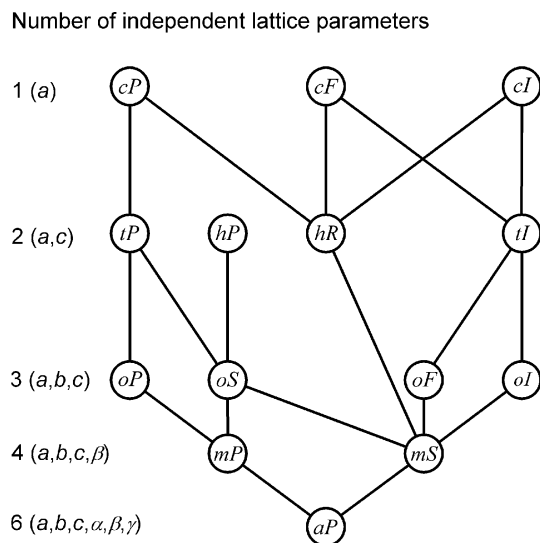 Number of independent lattice parameters
1 (a) cP cF cI
2 (a,c) tP hP hR tI
3 (a,b,c) oP oS oF oI
4 (a,b,c,β) mP mS
6 (a,b,c,α,β,γ) aP